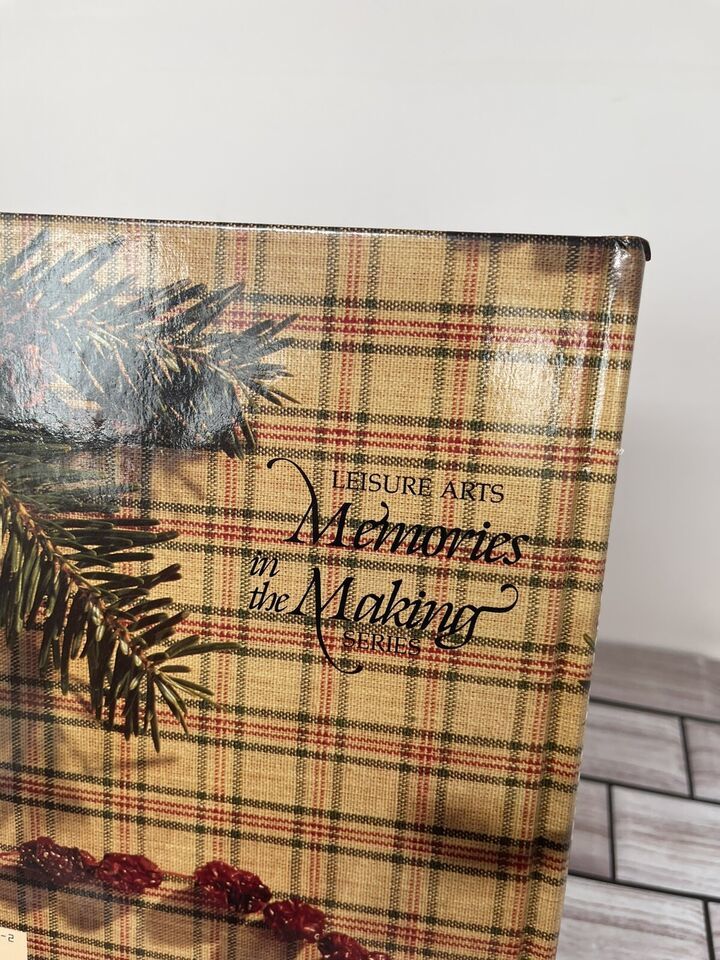 LEISURE ARTS
Memories
in
the Making
SERIES